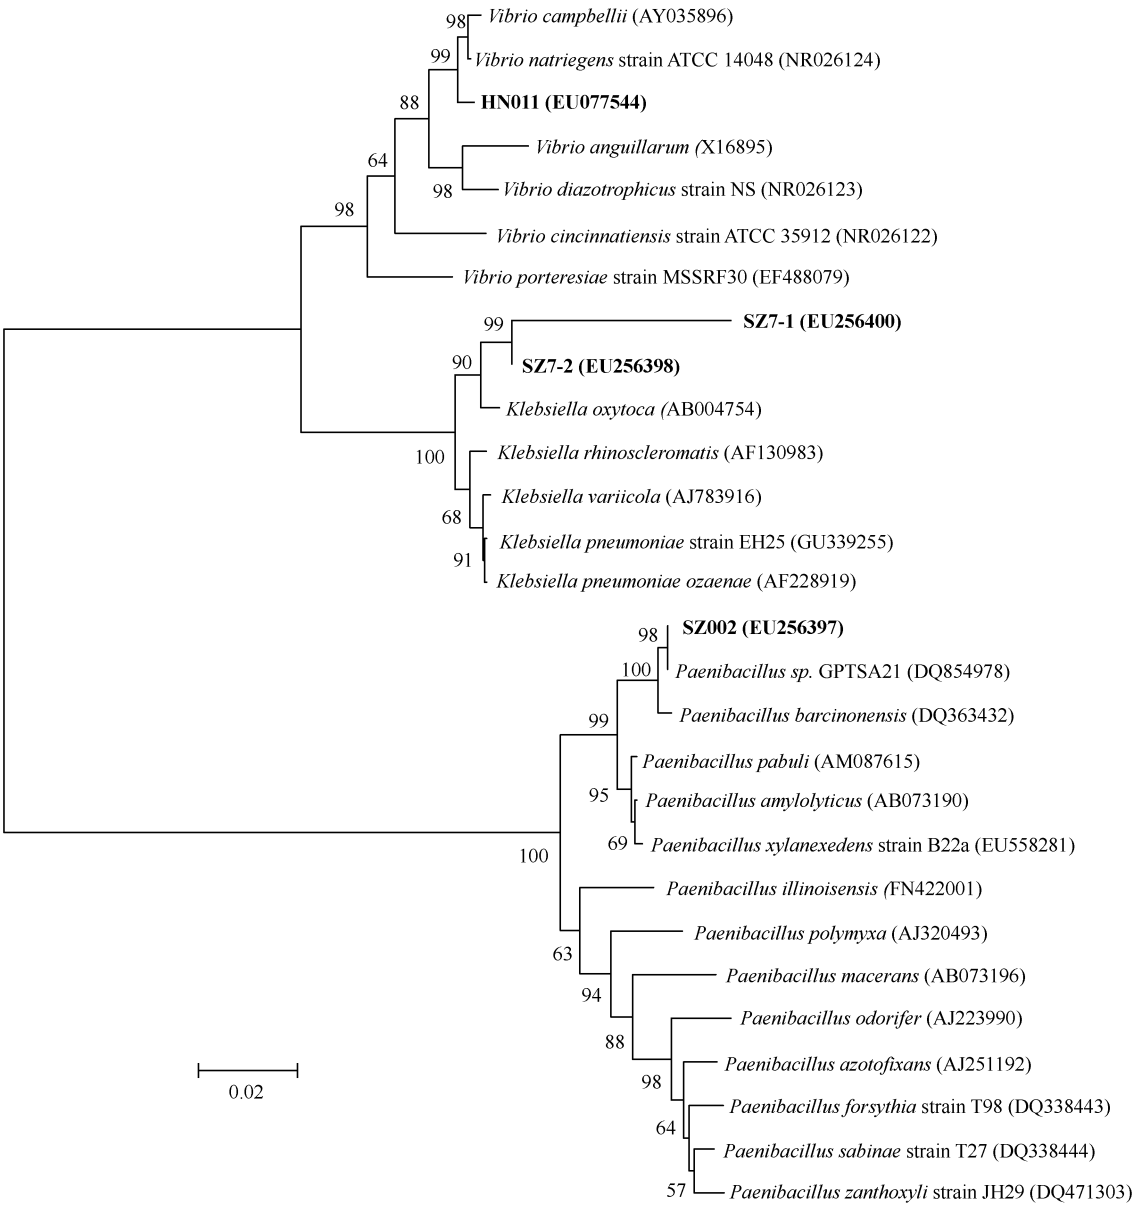 98 Vibrio campbellii (AY035896)
99 Vibrio natriegens strain ATCC 14048 (NR026124)
88 HN011 (EU077544)
Vibrio anguillarum (X16895)
64
98 Vibrio diazotrophicus strain NS (NR026123)
98
Vibrio cincinnatiensis strain ATCC 35912 (NR026122)
Vibrio porteresiae strain MSSRF30 (EF488079)
99 SZ7-1 (EU256400)
90 SZ7-2 (EU256398)
Klebsiella oxytoca (AB004754)
100 Klebsiella rhinoscleromatis (AF130983)
Klebsiella variicola (AJ783916)
68
Klebsiella pneumoniae strain EH25 (GU339255)
91
Klebsiella pneumoniae ozaenae (AF228919)
98 SZ002 (EU256397)
100 Paenibacillus sp. GPTSA21 (DQ854978)
99 Paenibacillus barcinonensis (DQ363432)
Paenibacillus pabuli (AM087615)
95 Paenibacillus amylolyticus (AB073190)
69 Paenibacillus xylanexedens strain B22a (EU558281)
100
Paenibacillus illinoisensis (FN422001)
Paenibacillus polymyxa (AJ320493)
63
94 Paenibacillus macerans (AB073196)
Paenibacillus odorifer (AJ223990)
88
Paenibacillus azotofixans (AJ251192)
98
0.02
Paenibacillus forsythia strain T98 (DQ338443)
64
Paenibacillus sabinae strain T27 (DQ338444)
57 Paenibacillus zanthoxyli strain JH29 (DQ471303)